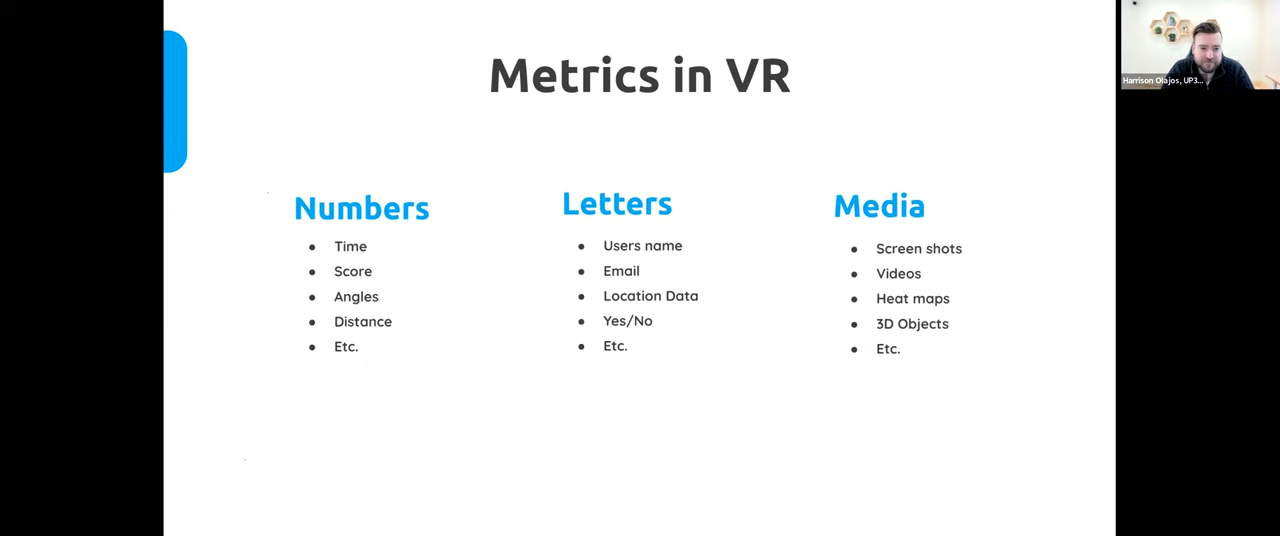 Metrics in VR
Numbers
• Time
• Score
• Angles
• Distance
• Etc.
Letters
• Users name
• Email
• Location Data
• Yes/No
• Etc.
Media
• Screen shots
• Videos
• Heat maps
• 3D Objects
• Etc.
Harrison Olajos, UP3...